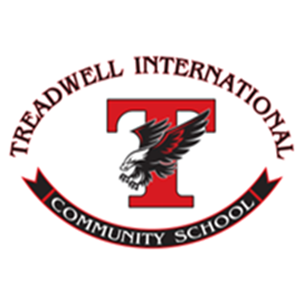 TREADWELL INTERNATIONAL
T
COMMUNITY SCHOOL